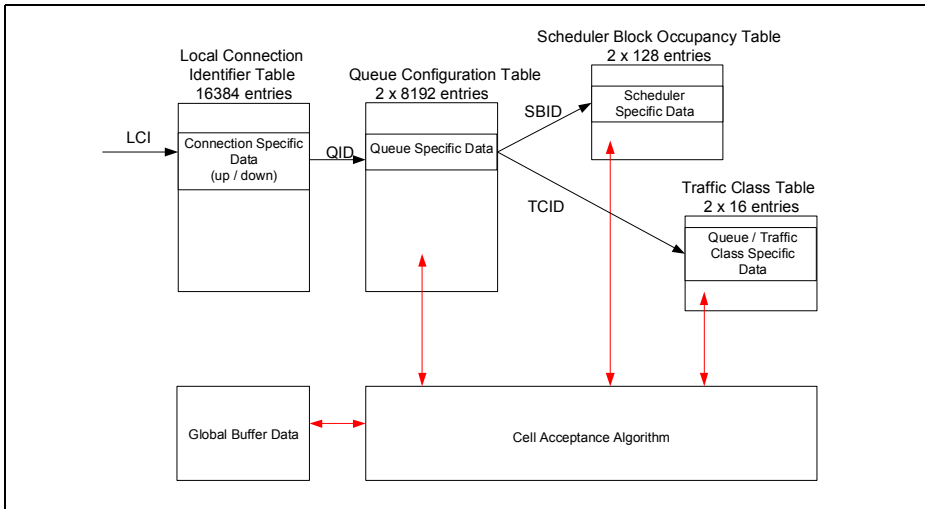 Local Connection
Identifier Table
16384 entries
Queue Configuration Table
2 x 8192 entries
Scheduler Block Occupancy Table
2 x 128 entries
LCI
Connection Specific
Data
(up / down)
QID
Queue Specific Data
SBID
Scheduler
Specific Data
TCID
Traffic Class Table
2 x 16 entries
Queue / Traffic
Class Specific
Data
Global Buffer Data
Cell Acceptance Algorithm